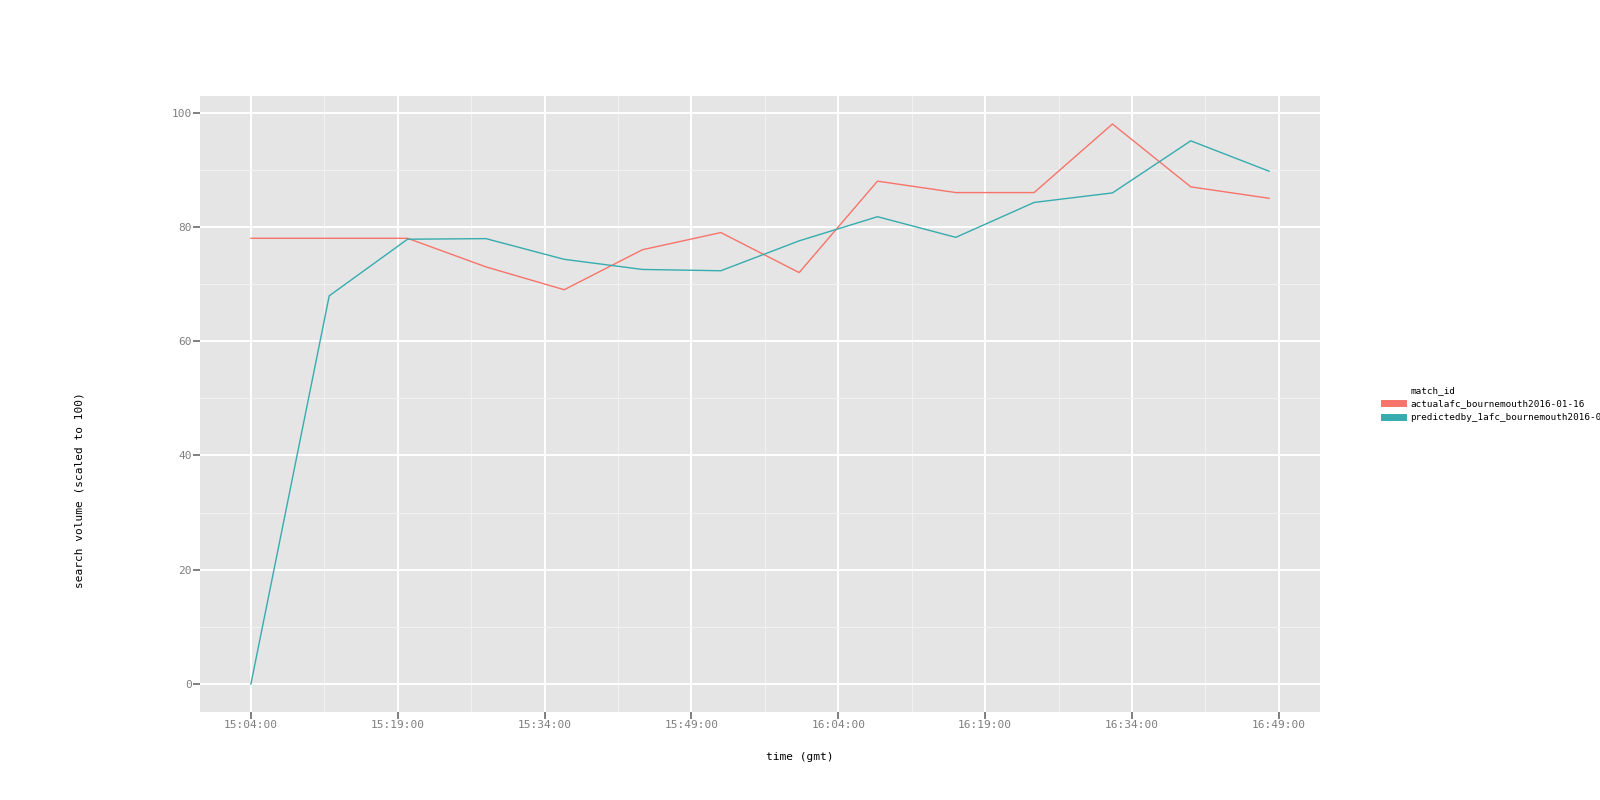 100
80
60
40
20
0
search volume (scaled to 100)
15:04:00 15:19:00 15:34:00 15:49:00 16:04:00 16:19:00 16:34:00 16:49:00
time (gmt)
match_id
actualafc_bournemouth2016-01-16
predictedby_1afc_bournemouth2016-0